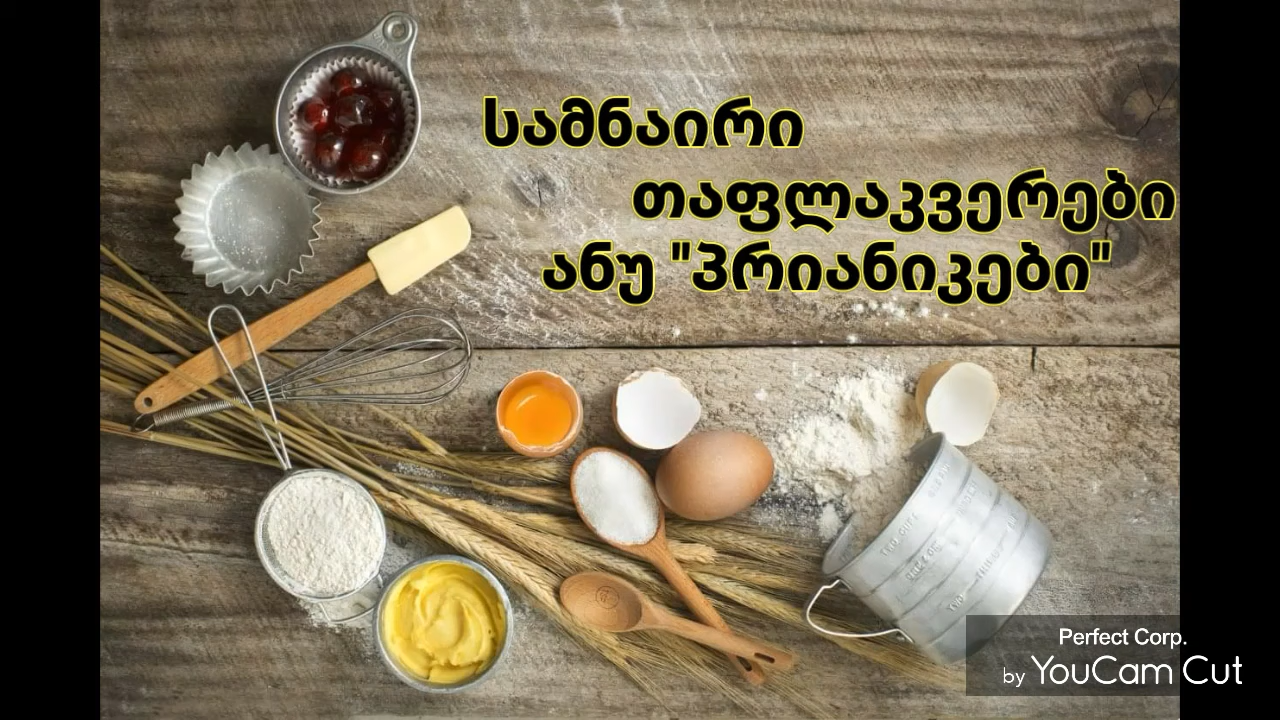 სამნაირი
თაფლაკვერები
ანუ "პრიანიკები"
Perfect Corp.
by YouCam Cut